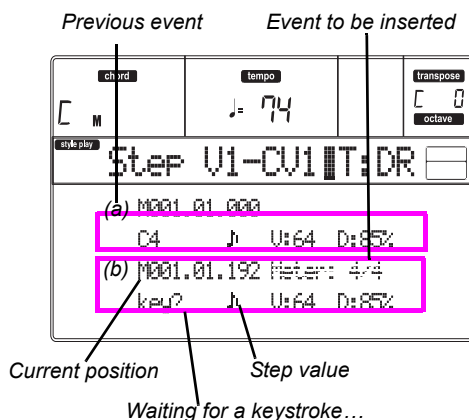 Previous event
Event to be inserted
chord
tempo
transpose
C M
♩= 74
C 0
octave
style play
Step V1-CV1 T:DR
(a) M001.01.000
C4 ♪ V:64 D:85%
(b) M001.01.192 Meter: 4/4
key? ♪ V:64 D:85%
Current position
Step value
Waiting for a keystroke…